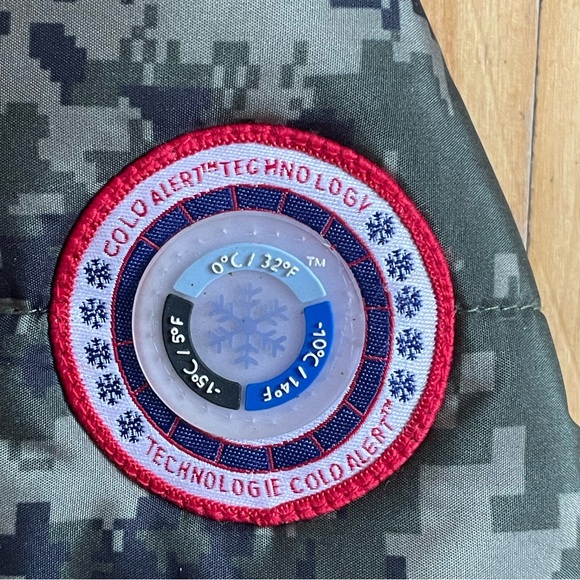 COLD ALERT™ TECHNOLOGY
0°C / 32°F ™
-10°C / 14°F
-15°C / 5°F
TECHNOLOGIE COLD ALERT™